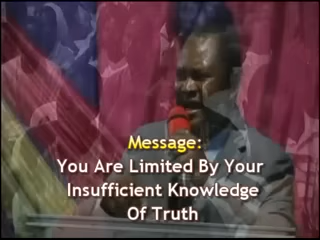 Message:
You Are Limited By Your
Insufficient Knowledge
Of Truth